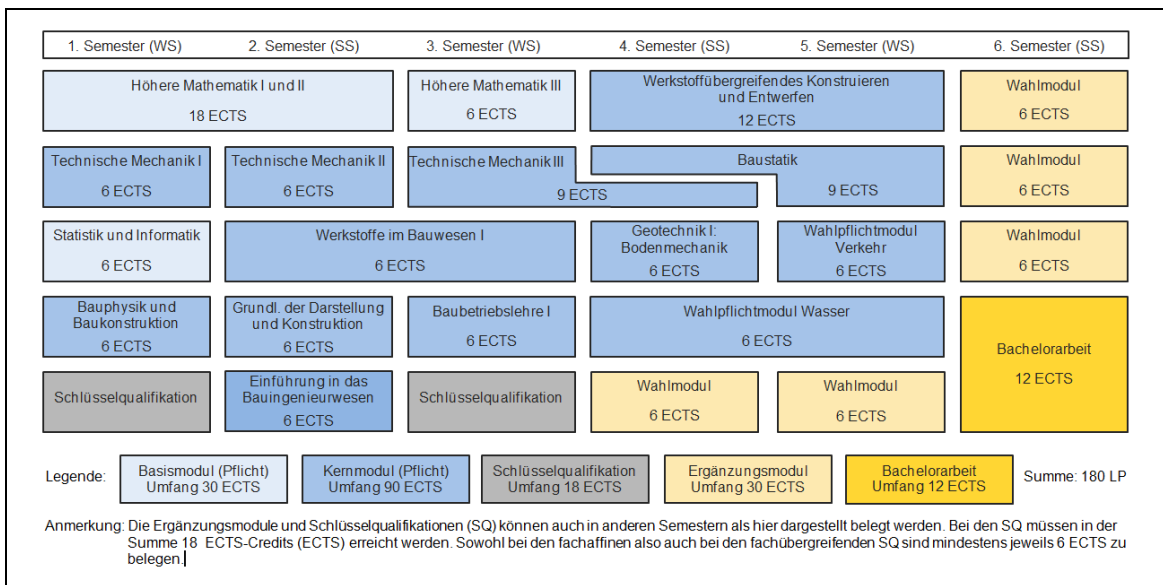 1. Semester (WS) 2. Semester (SS) 3. Semester (WS) 4. Semester (SS) 5. Semester (WS) 6. Semester (SS)
Höhere Mathematik I und II
18 ECTS
Höhere Mathematik III
6 ECTS
Werkstoffübergreifendes Konstruieren
und Entwerfen
12 ECTS
Wahlmodul
6 ECTS
Technische Mechanik I
6 ECTS
Technische Mechanik II
6 ECTS
Technische Mechanik III
9 ECTS
Baustatik
9 ECTS
Wahlmodul
6 ECTS
Statistik und Informatik
6 ECTS
Werkstoffe im Bauwesen I
6 ECTS
Geotechnik I:
Bodenmechanik
6 ECTS
Wahlpflichtmodul
Verkehr
6 ECTS
Wahlmodul
6 ECTS
Bauphysik und
Baukonstruktion
6 ECTS
Grundl. der Darstellung
und Konstruktion
6 ECTS
Baubetriebslehre I
6 ECTS
Wahlpflichtmodul Wasser
6 ECTS
Bachelorarbeit
12 ECTS
Schlüsselqualifikation
Einführung in das
Bauingenieurwesen
6 ECTS
Schlüsselqualifikation
Wahlmodul
6 ECTS
Wahlmodul
6 ECTS
Legende:
Basismodul (Pflicht)
Umfang 30 ECTS
Kernmodul (Pflicht)
Umfang 90 ECTS
Schlüsselqualifikation
Umfang 18 ECTS
Ergänzungsmodul
Umfang 30 ECTS
Bachelorarbeit
Umfang 12 ECTS
Summe: 180 LP
Anmerkung: Die Ergänzungsmodule und Schlüsselqualifikationen (SQ) können auch in anderen Semestern als hier dargestellt belegt werden. Bei den SQ müssen in der
Summe 18 ECTS-Credits (ECTS) erreicht werden. Sowohl bei den fachaffinen also auch bei den fachübergreifenden SQ sind mindestens jeweils 6 ECTS zu
belegen.